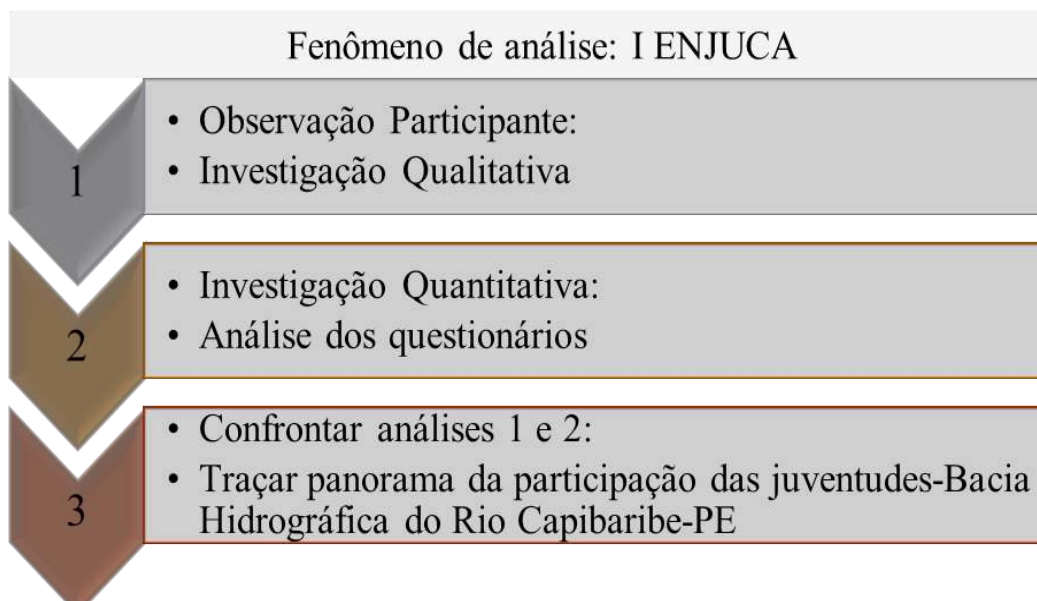 Fenômeno de análise: I ENJUCA
1
• Observação Participante:
• Investigação Qualitativa
2
• Investigação Quantitativa:
• Análise dos questionários
3
• Confrontar análises 1 e 2:
• Traçar panorama da participação das juventudes-Bacia
Hidrográfica do Rio Capibaribe-PE